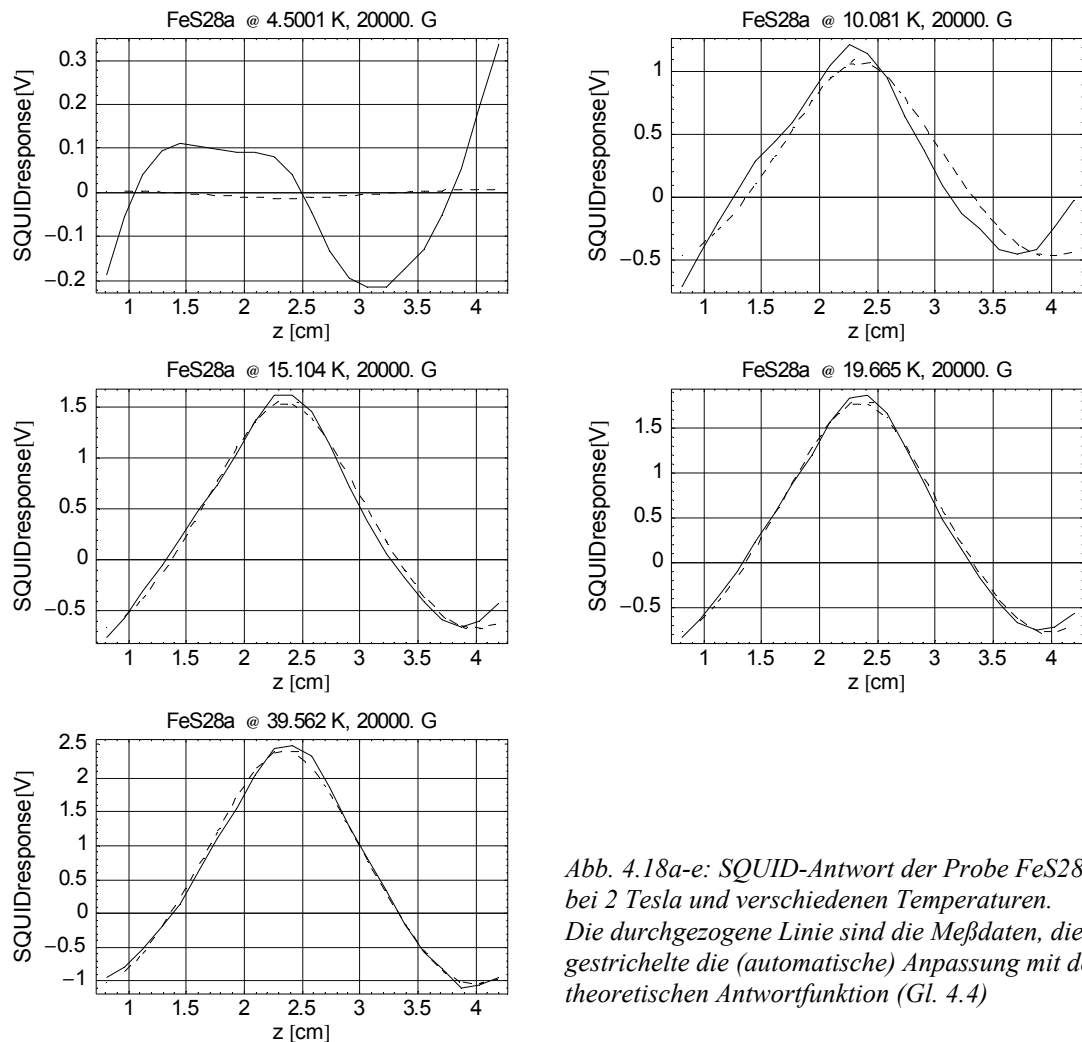 FeS28a @ 4.5001 K, 20000. G
SQUIDresponse[V]
0.3
0.2
0.1
0
−0.1
−0.2
1 1.5 2 2.5 3 3.5 4
z [cm]
FeS28a @ 10.081 K, 20000. G
SQUIDresponse[V]
1
0.5
0
−0.5
1 1.5 2 2.5 3 3.5 4
z [cm]
FeS28a @ 15.104 K, 20000. G
SQUIDresponse[V]
1.5
1
0.5
0
−0.5
1 1.5 2 2.5 3 3.5 4
z [cm]
FeS28a @ 19.665 K, 20000. G
SQUIDresponse[V]
1.5
1
0.5
0
−0.5
1 1.5 2 2.5 3 3.5 4
z [cm]
FeS28a @ 39.562 K, 20000. G
SQUIDresponse[V]
2.5
2
1.5
1
0.5
0
−0.5
−1
1 1.5 2 2.5 3 3.5 4
z [cm]
Abb. 4.18a-e: SQUID-Antwort der Probe FeS28
bei 2 Tesla und verschiedenen Temperaturen.
Die durchgezogene Linie sind die Meßdaten, die
gestrichelte die (automatische) Anpassung mit de
theoretischen Antwortfunktion (Gl. 4.4)